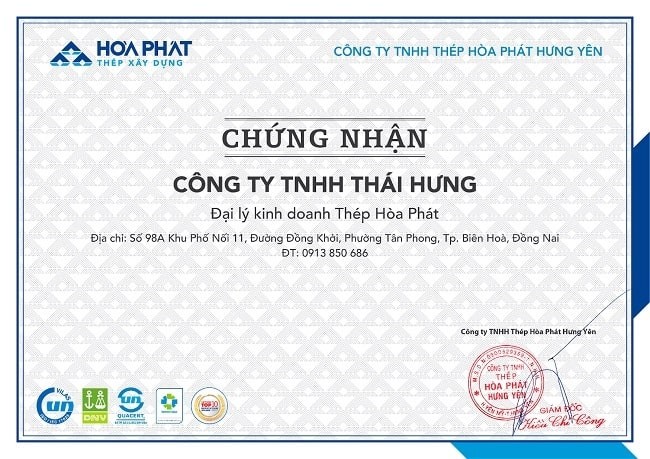 HOA PHAT
THÉP XÂY DỰNG
CÔNG TY TNHH THÉP HÒA PHÁT HƯNG YÊN
CHỨNG NHẬN
CÔNG TY TNHH THÁI HƯNG
Đại lý kinh doanh Thép Hòa Phát
Địa chỉ: Số 98A Khu Phố Nối 11, Đường Đồng Khởi, Phường Tân Phong, Tp. Biên Hoà, Đồng Nai
ĐT: 0913 850 686
Công ty TNHH Thép Hòa Phát Hưng Yên
CÔNG TY TNHH
THÉP
HÒA PHÁT
HƯNG YÊN
GIÁM ĐỐC
Kiều Chí Công
VILAS
DNV
QUACERT
TOP